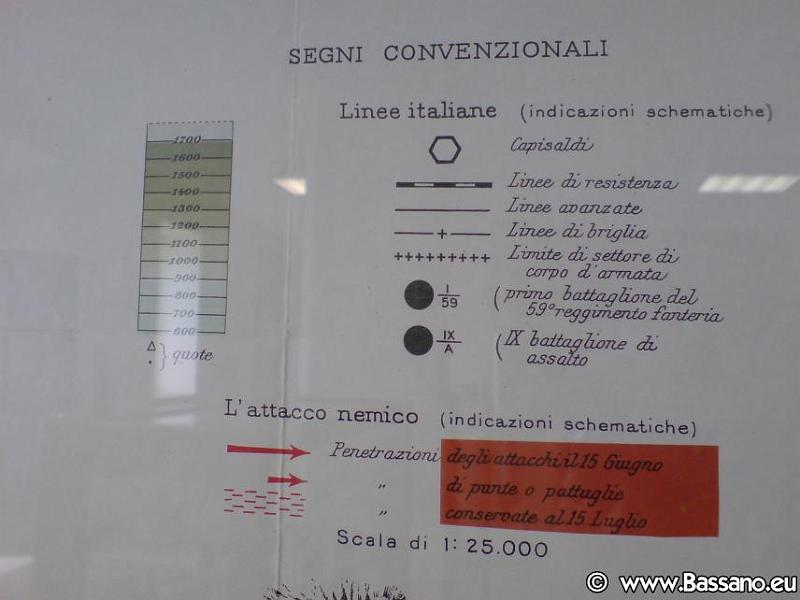 SEGNI CONVENZIONALI
1700
1600
1500
1400
1300
1200
1100
1000
900
800
700
600
quote
Linee italiane (indicazioni schematiche)
Capisaldi
Linee di resistenza
Linee avanzate
Linee di briglia
Limite di settore di
corpo d'armata
I
59
(primo battaglione del
59º reggimento fanteria
IX
A
(IX battaglione di
assalto
L'attacco nemico (indicazioni schematiche)
Penetrazioni degli attacchi il 15 Giugno
" di punte o pattuglie
" conservate al 15 Luglio
Scala di 1:25.000
© www.Bassano.eu